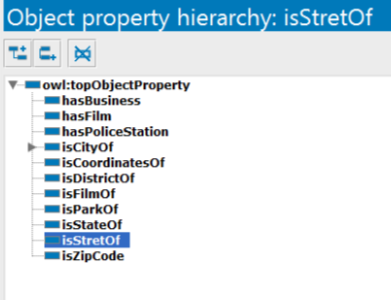 Object property hierarchy: isStretOf
owl:topObjectProperty
hasBusiness
hasFilm
hasPoliceStation
isCityOf
isCoordinatesOf
isDistrictOf
isFilmOf
isParkOf
isStateOf
isStretOf
isZipCode